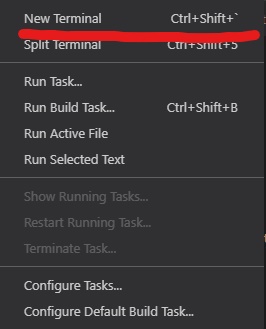 New Terminal Ctrl+Shift+`
Split Terminal Ctrl+Shift+5
Run Task...
Run Build Task... Ctrl+Shift+B
Run Active File
Run Selected Text
Show Running Tasks...
Restart Running Task...
Terminate Task...
Configure Tasks...
Configure Default Build Task...